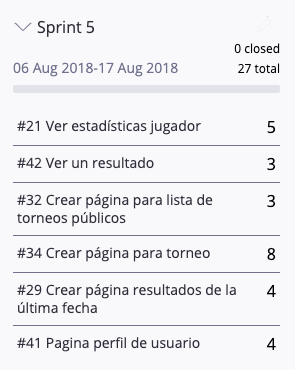 Sprint 5
0 closed
06 Aug 2018-17 Aug 2018
27 total
#21 Ver estadísticas jugador 5
#42 Ver un resultado 3
#32 Crear página para lista de 3
torneos públicos
#34 Crear página para torneo 8
#29 Crear página resultados de la 4
última fecha
#41 Pagina perfil de usuario 4